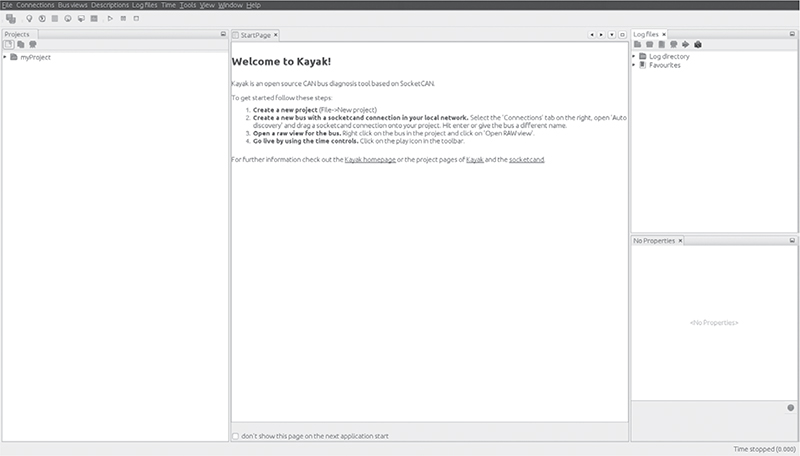 File Connections Bus views Descriptions Log files Time Tools View Window Help
Projects
myProject
StartPage
Welcome to Kayak!
Kayak is an open source CAN bus diagnosis tool based on SocketCAN.
To get started follow these steps:
1. Create a new project (File->New project)
2. Create a new bus with a socketcand connection in your local network. Select the 'Connections' tab on the right, open 'Auto
discovery' and drag a socketcand connection onto your project. Hit enter or give the bus a different name.
3. Open a raw view for the bus. Right click on the bus in the project and click on 'Open RAW view'.
4. Go live by using the time controls. Click on the play icon in the toolbar.
For further information check out the Kayak homepage or the project pages of Kayak and the socketcand.
don't show this page on the next application start
Log files
Log directory
Favourites
No Properties
<No Properties>
Time stopped (0.000)